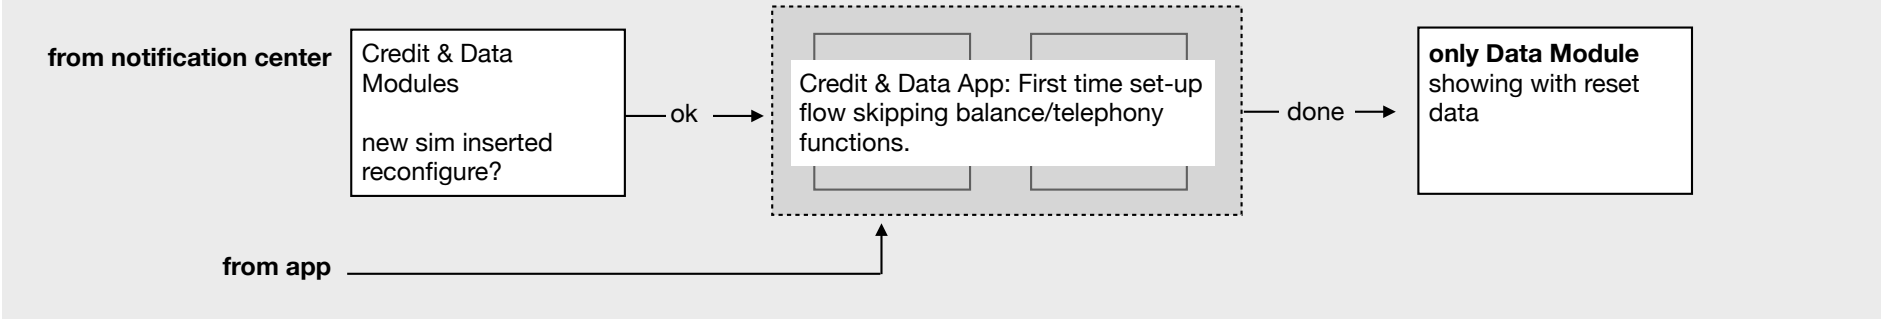 from notification center
Credit & Data
Modules
new sim inserted
reconfigure?
ok
Credit & Data App: First time set-up
flow skipping balance/telephony
functions.
done
only Data Module
showing with reset
data
from app